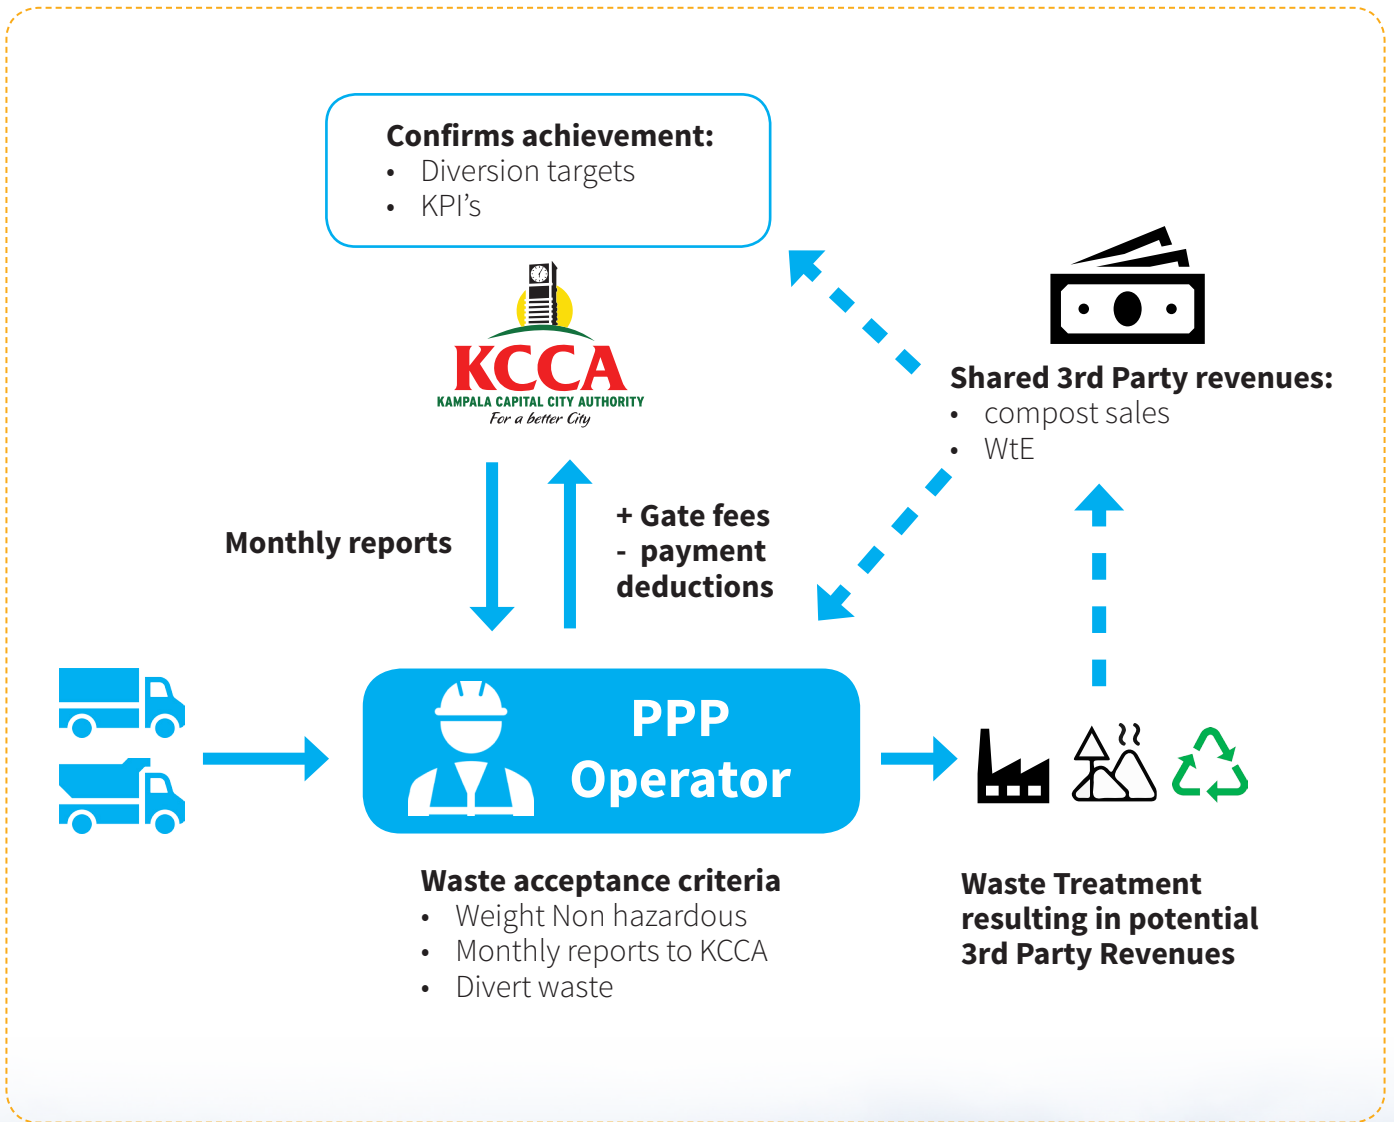 Confirms achievement:
• Diversion targets
• KPI’s
KCCA
KAMPALA CAPITAL CITY AUTHORITY
For a better City
Shared 3rd Party revenues:
• compost sales
• WtE
Monthly reports
+ Gate fees
- payment
deductions
PPP
Operator
Waste acceptance criteria
• Weight Non hazardous
• Monthly reports to KCCA
• Divert waste
Waste Treatment
resulting in potential
3rd Party Revenues